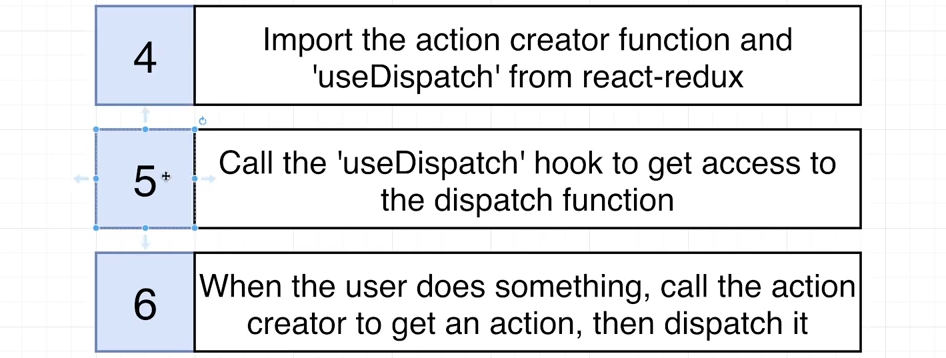 4
Import the action creator function and
'useDispatch' from react-redux
5
Call the 'useDispatch' hook to get access to
the dispatch function
6
When the user does something, call the action
creator to get an action, then dispatch it